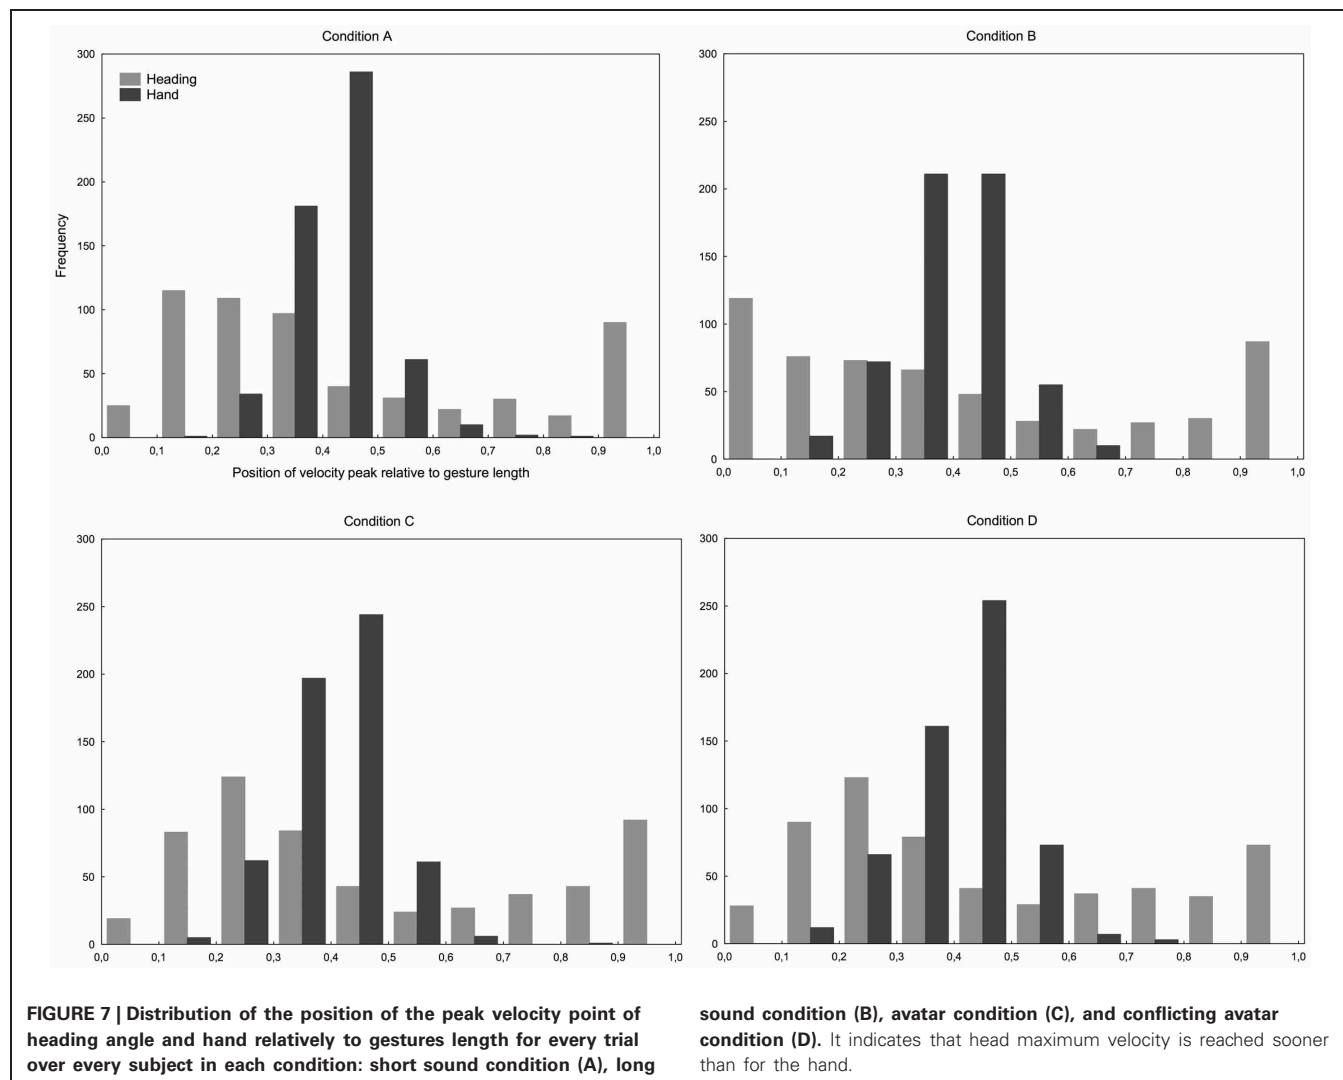 Condition A
300
250
200
150
100
50
0
Frequency
Heading
Hand
0,0 0,1 0,2 0,3 0,4 0,5 0,6 0,7 0,8 0,9 1,0
Position of velocity peak relative to gesture length
Condition B
300
250
200
150
100
50
0
0,0 0,1 0,2 0,3 0,4 0,5 0,6 0,7 0,8 0,9 1,0
Condition C
300
250
200
150
100
50
0
0,0 0,1 0,2 0,3 0,4 0,5 0,6 0,7 0,8 0,9 1,0
Condition D
300
250
200
150
100
50
0
0,0 0,1 0,2 0,3 0,4 0,5 0,6 0,7 0,8 0,9 1,0
FIGURE 7 | Distribution of the position of the peak velocity point of
heading angle and hand relatively to gestures length for every trial
over every subject in each condition: short sound condition (A), long
sound condition (B), avatar condition (C), and conflicting avatar
condition (D). It indicates that head maximum velocity is reached sooner
than for the hand.